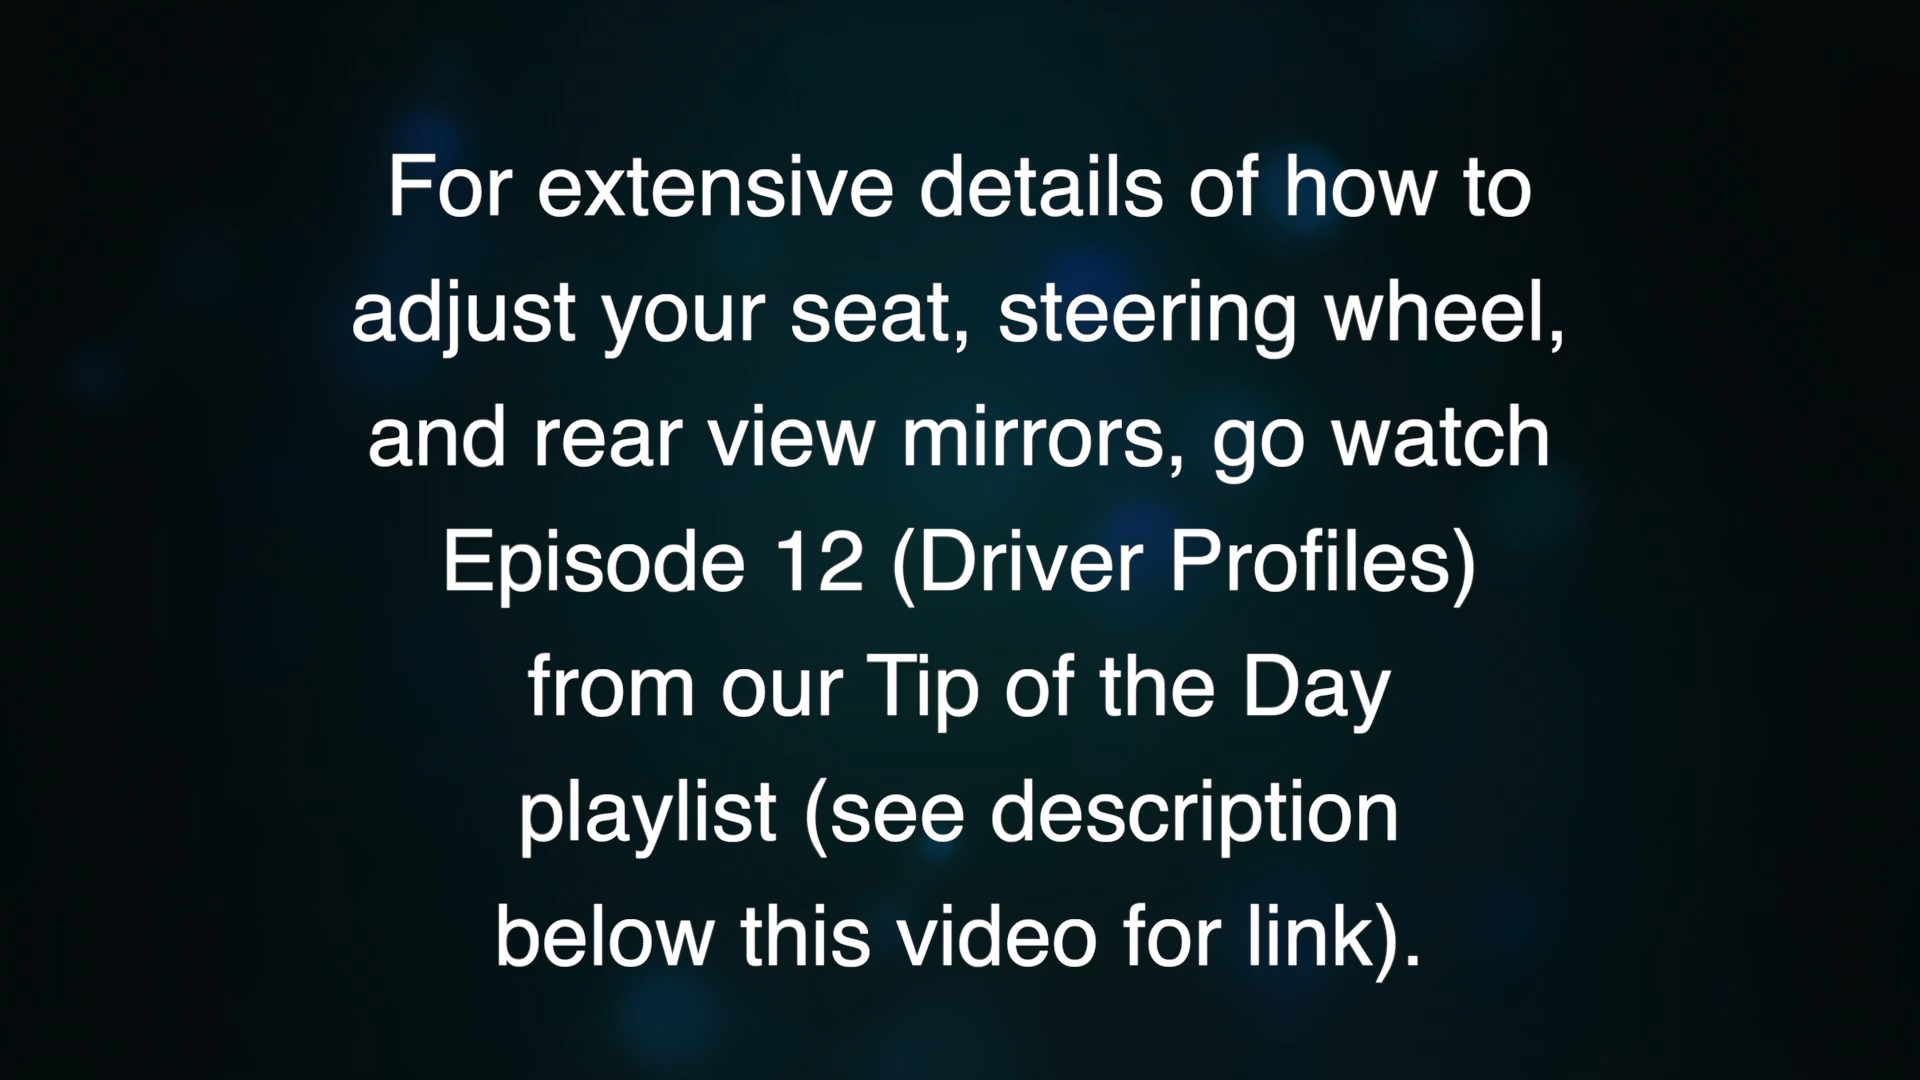 For extensive details of how to
adjust your seat, steering wheel,
and rear view mirrors, go watch
Episode 12 (Driver Profiles)
from our Tip of the Day
playlist (see description
below this video for link).